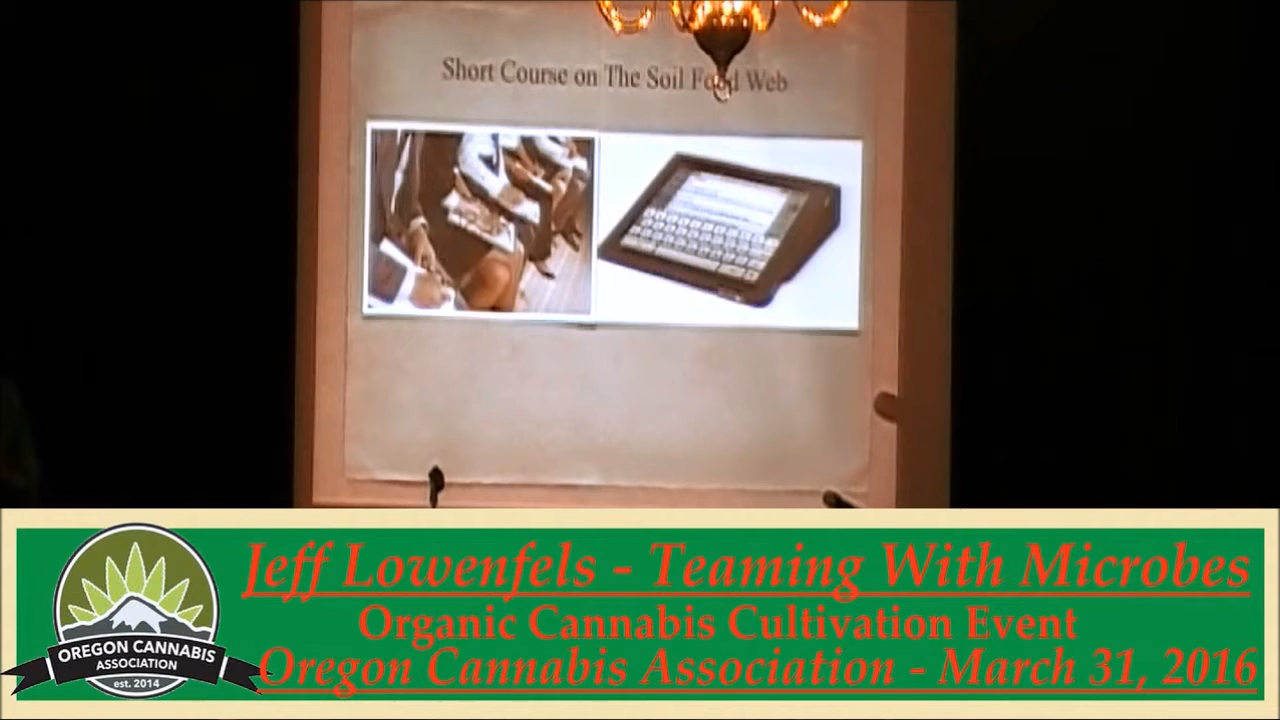 Short Course on The Soil Food Web
Jeff Lowenfels - Teaming With Microbes
Organic Cannabis Cultivation Event
Oregon Cannabis Association - March 31, 2016
OREGON CANNABIS
ASSOCIATION
est. 2014